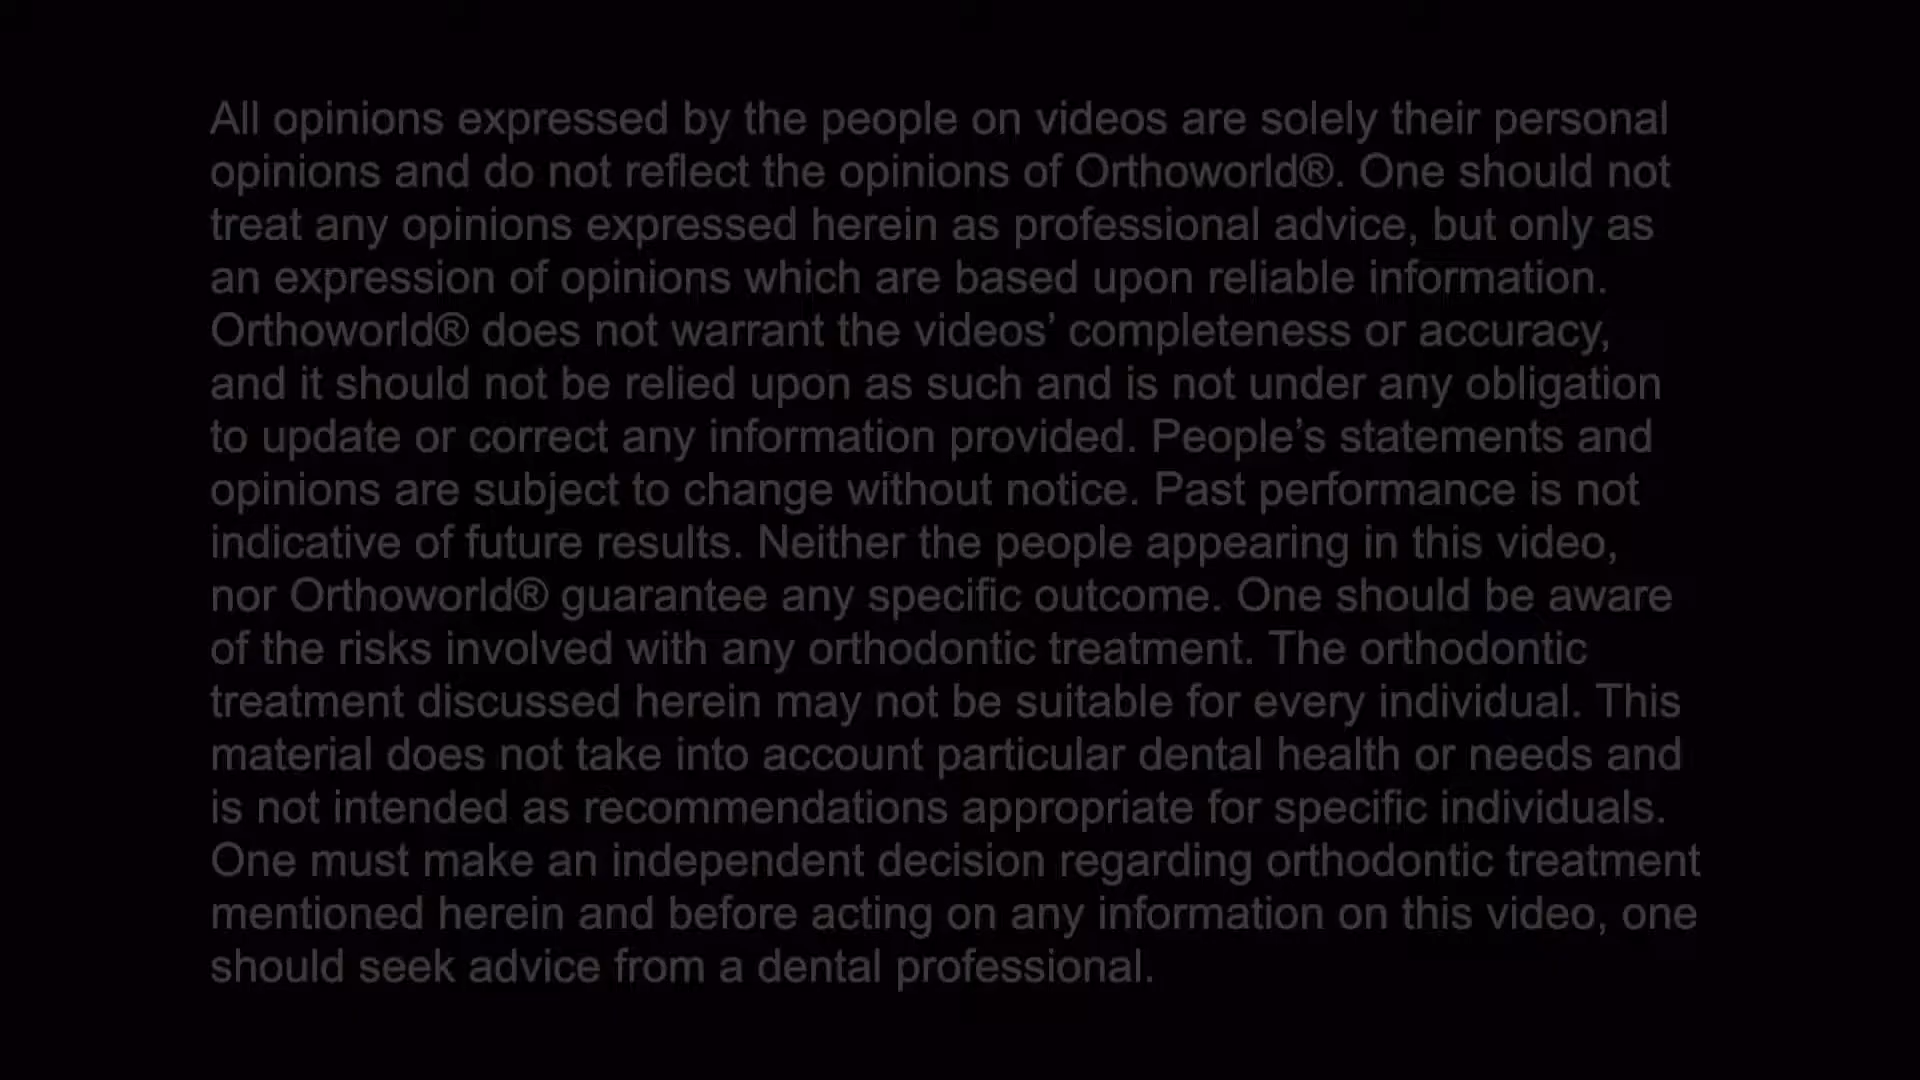 All opinions expressed by the people on videos are solely their personal
opinions and do not reflect the opinions of Orthoworld®. One should not
treat any opinions expressed herein as professional advice, but only as
an expression of opinions which are based upon reliable information.
Orthoworld® does not warrant the videos’ completeness or accuracy,
and it should not be relied upon as such and is not under any obligation
to update or correct any information provided. People’s statements and
opinions are subject to change without notice. Past performance is not
indicative of future results. Neither the people appearing in this video,
nor Orthoworld® guarantee any specific outcome. One should be aware
of the risks involved with any orthodontic treatment. The orthodontic
treatment discussed herein may not be suitable for every individual. This
material does not take into account particular dental health or needs and
is not intended as recommendations appropriate for specific individuals.
One must make an independent decision regarding orthodontic treatment
mentioned herein and before acting on any information on this video, one
should seek advice from a dental professional.